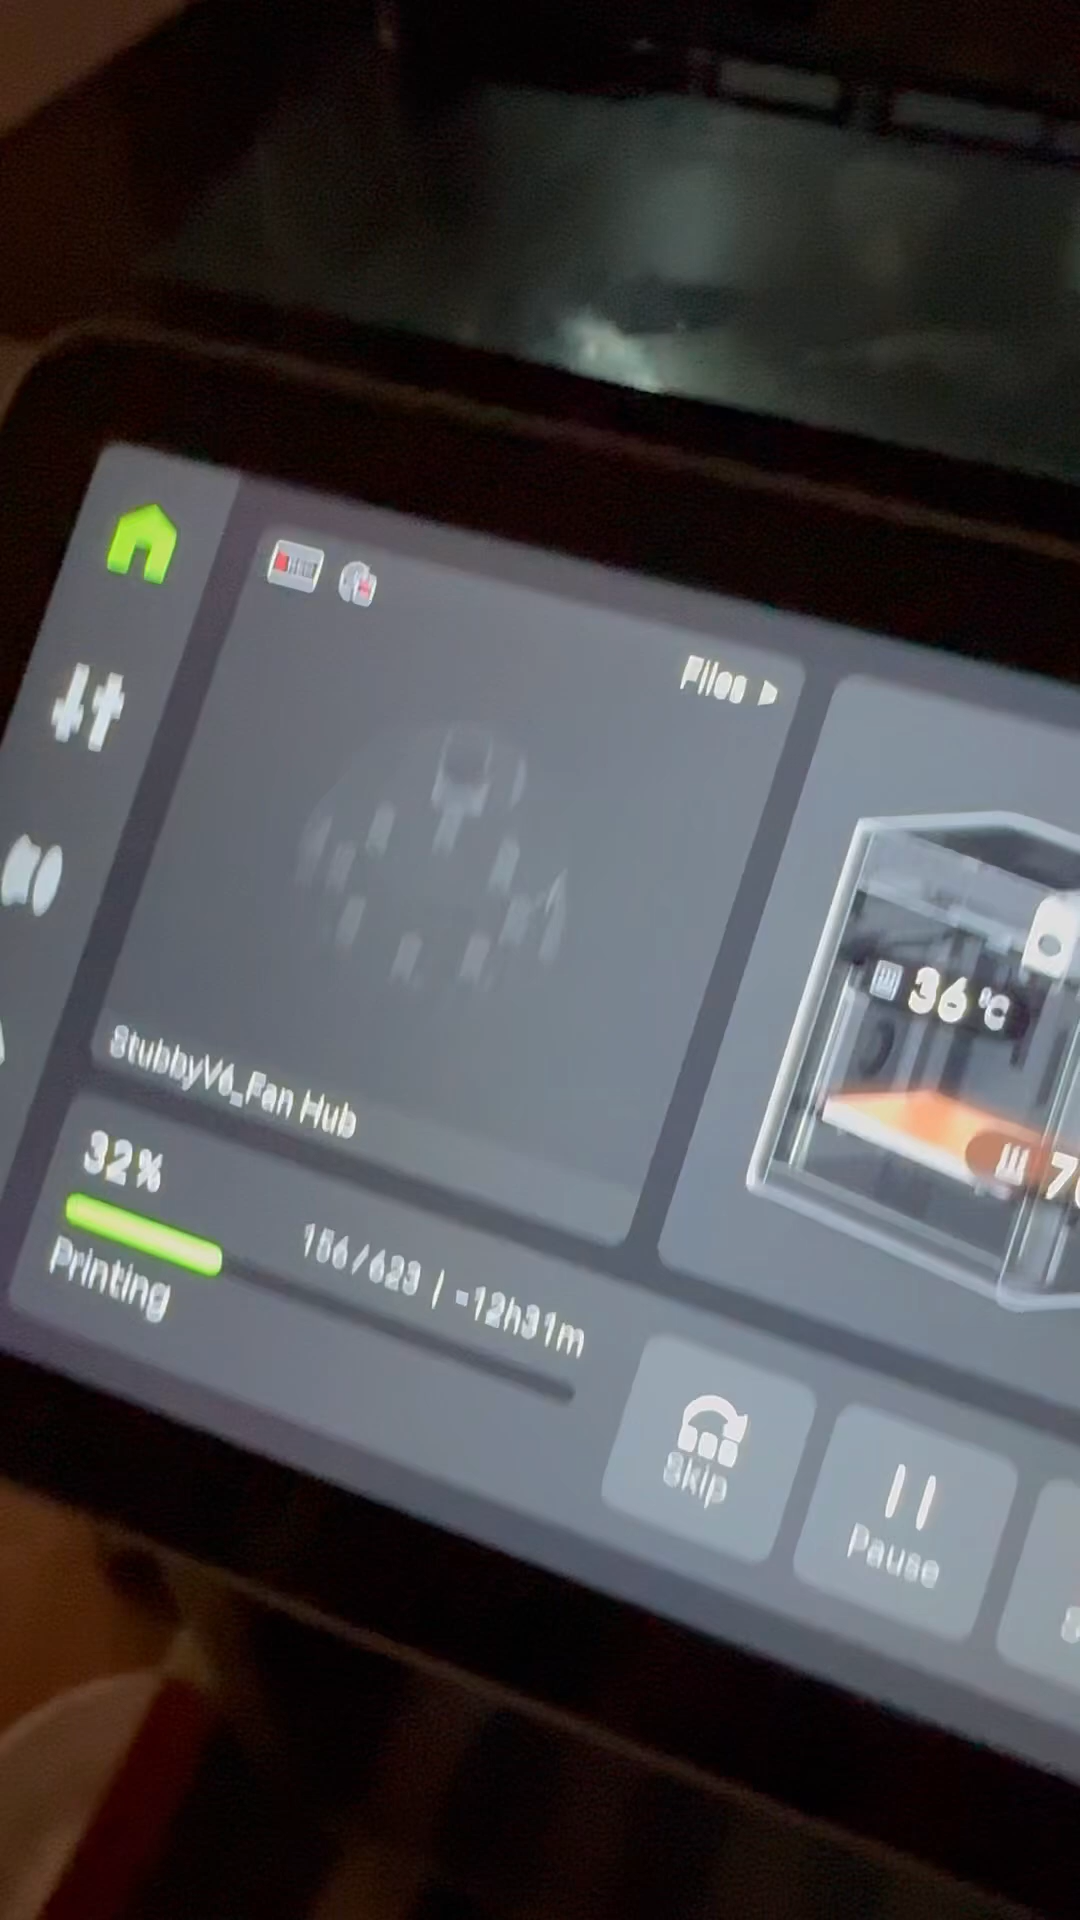 Files
36 °C
StubbyV6_Fan Hub
32%
156/623 | -12h31m
Printing
Skip
Pause